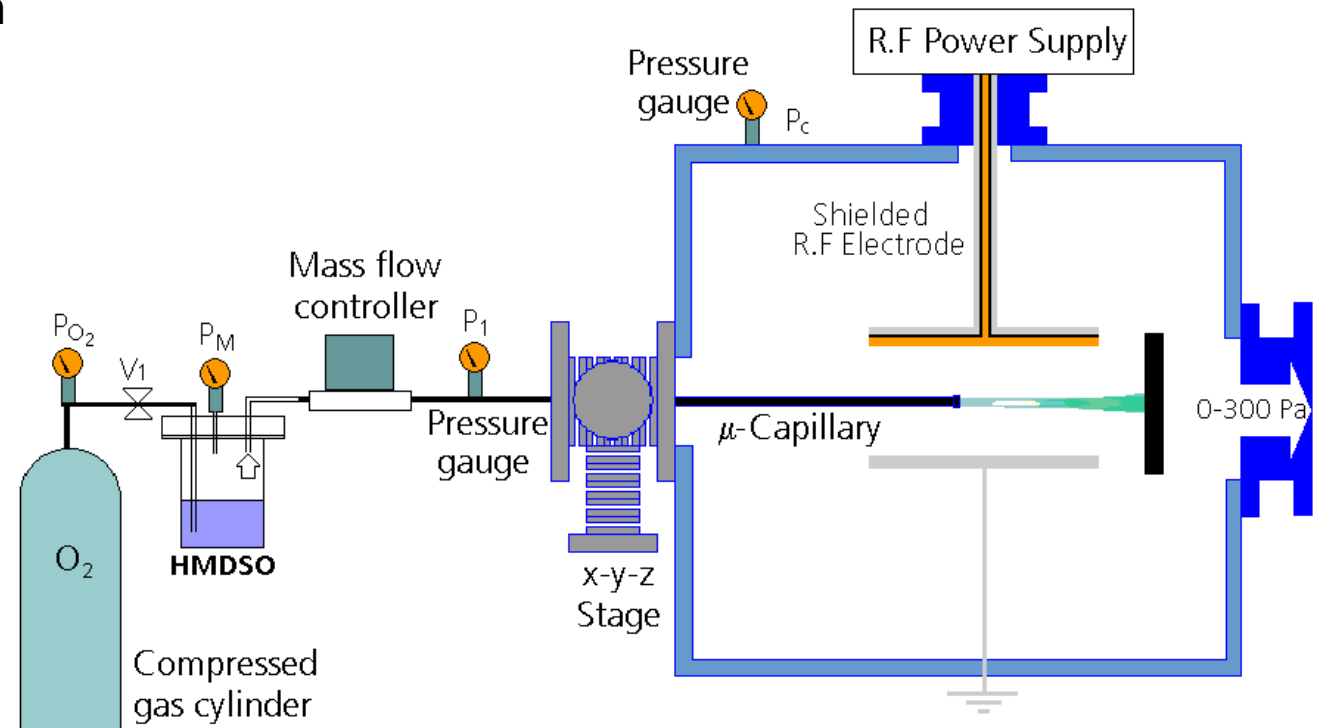 R.F Power Supply
Pressure
gauge
Pc
Shielded
R.F Electrode
Mass flow
controller
PO2
V1
PM
P1
Pressure
gauge
μ-Capillary
0-300 Pa
O2
HMDSO
x-y-z
Stage
Compressed
gas cylinder